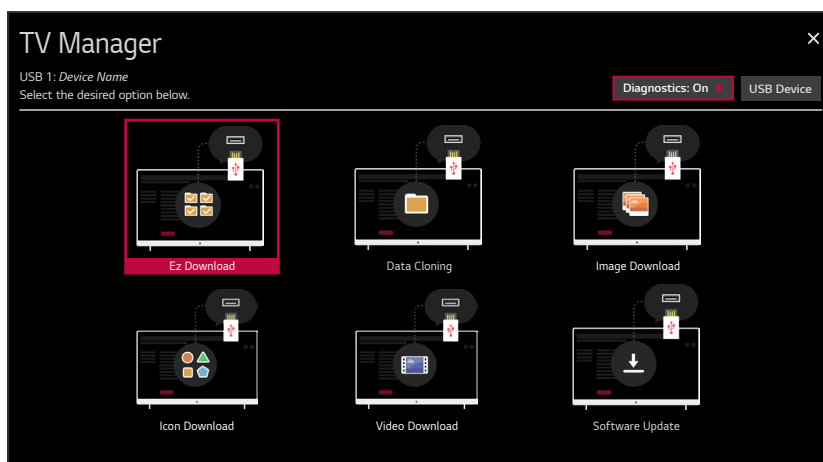 TV Manager
USB 1: Device Name
Select the desired option below.
Diagnostics: On
USB Device
Ez Download
Data Cloning
Image Download
Icon Download
Video Download
Software Update